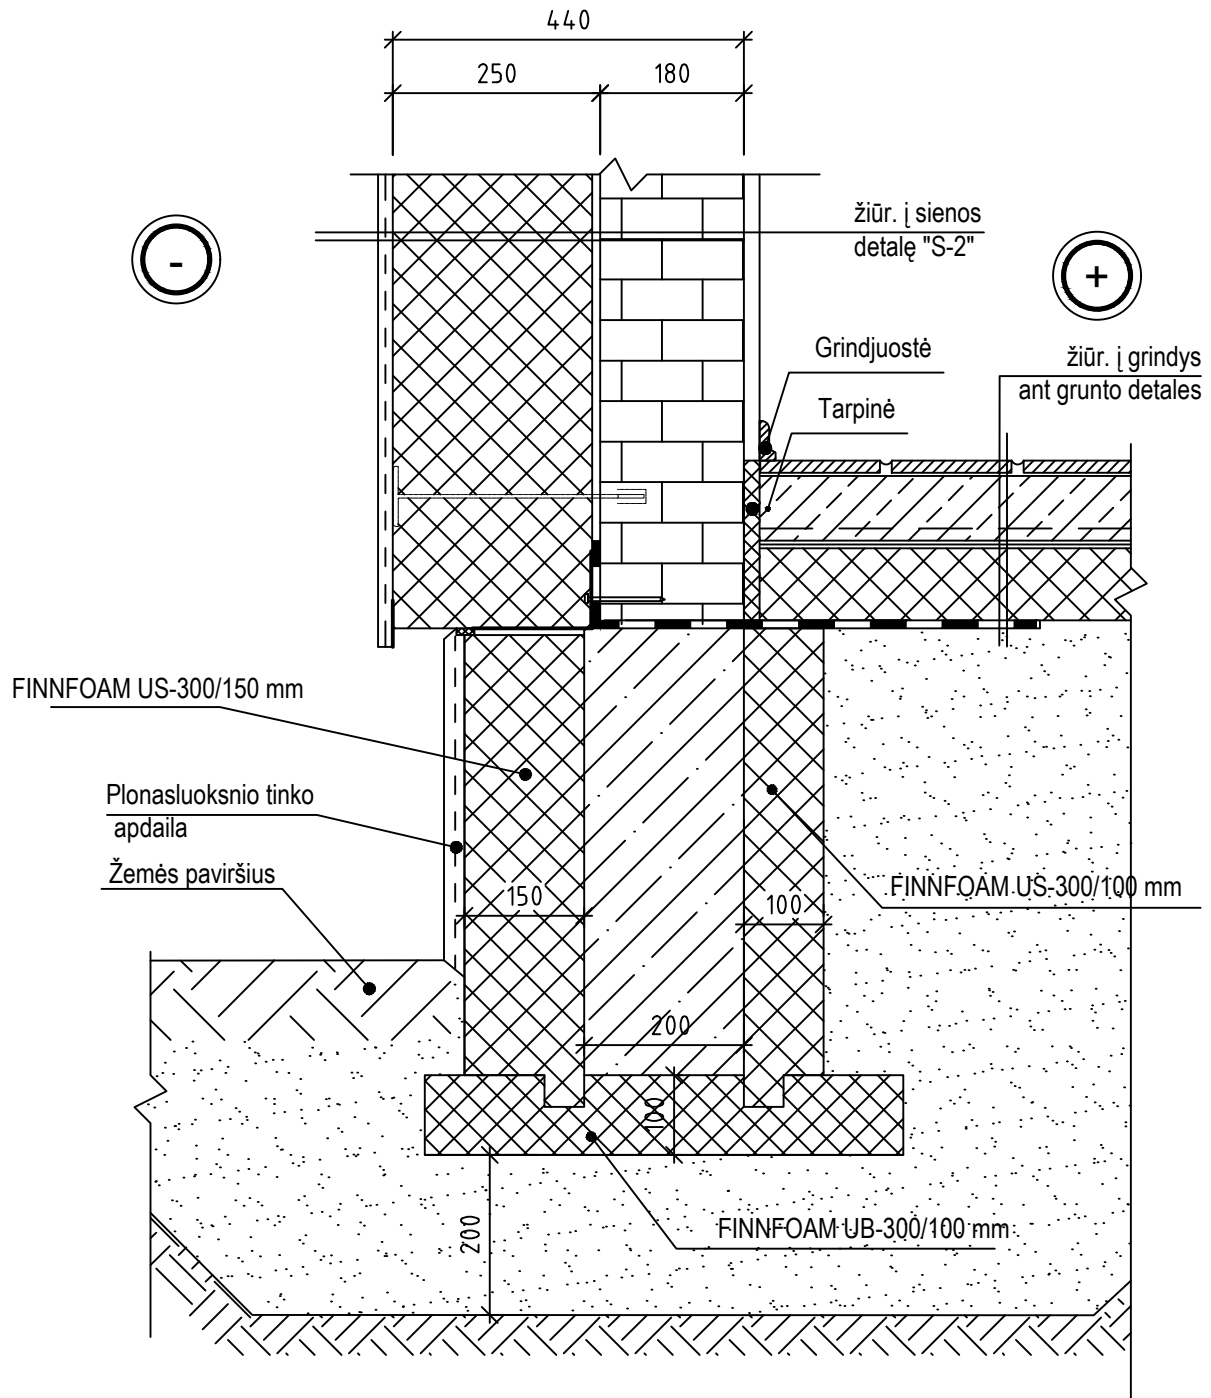 440
250
180
žiūr. į sienos
detalę "S-2"
-
+
Grindjuostė
žiūr. į grindys
ant grunto detales
Tarpinė
FINNFOAM US-300/150 mm
Plonasluoksnio tinko
apdaila
Žemės paviršius
150
100
FINNFOAM US-300/100 mm
200
100
200
FINNFOAM UB-300/100 mm